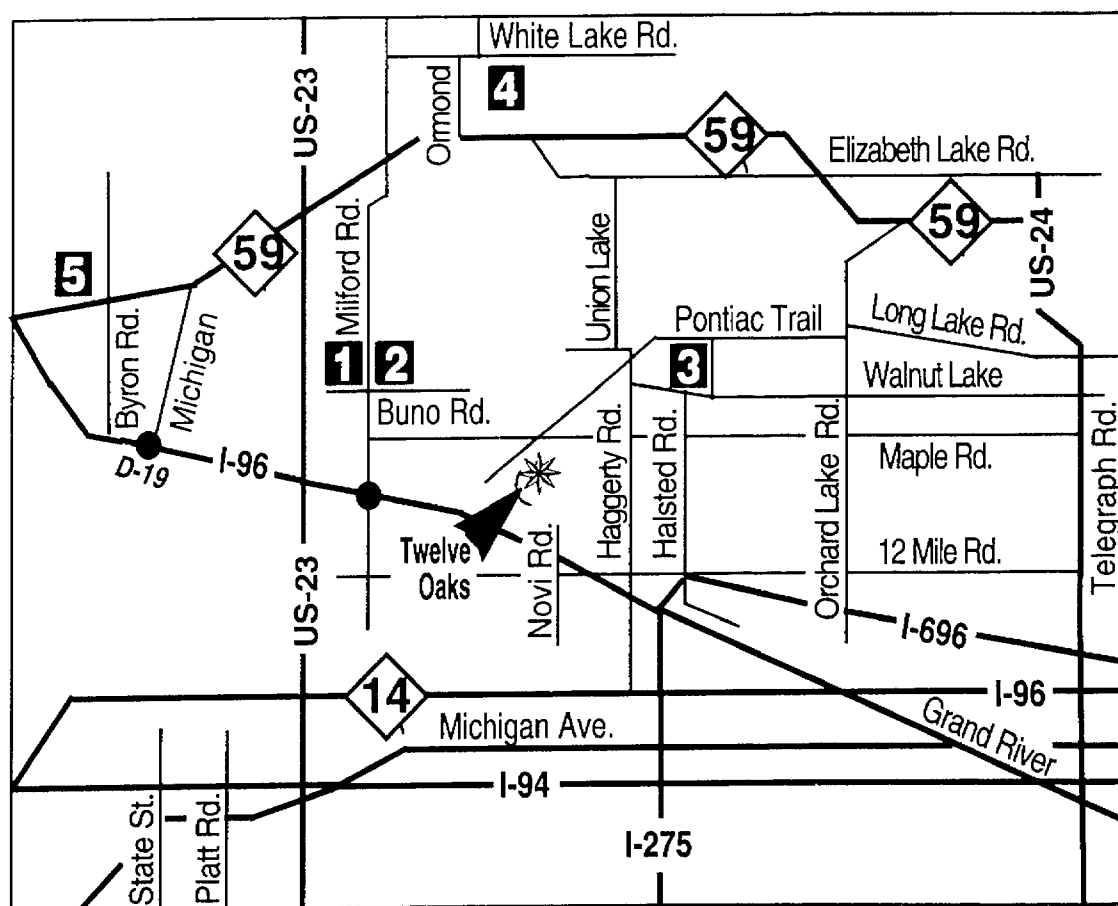 White Lake Rd.
4
Ormond
US-23
59
Elizabeth Lake Rd.
59
59
US-24
5
Milford Rd.
Union Lake
Byron Rd.
Michigan
1
2
Pontiac Trail
Long Lake Rd.
3
Walnut Lake
Buno Rd.
Haggerty Rd.
Halsted Rd.
Orchard Lake Rd.
Maple Rd.
Telegraph Rd.
D-19
I-96
Twelve
Oaks
Novi Rd.
12 Mile Rd.
US-23
I-696
14
I-96
Michigan Ave.
Grand River
I-94
State St.
Platt Rd.
I-275